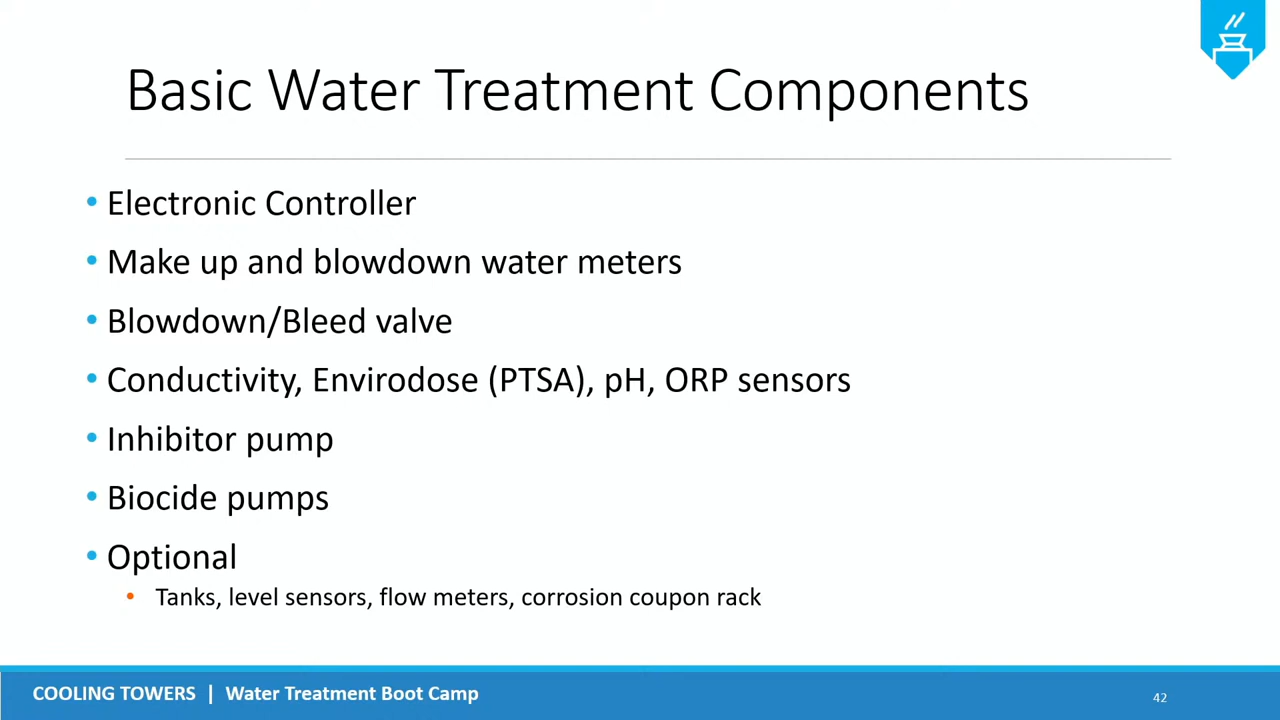 Basic Water Treatment Components
• Electronic Controller
• Make up and blowdown water meters
• Blowdown/Bleed valve
• Conductivity, Envirodose (PTSA), pH, ORP sensors
• Inhibitor pump
• Biocide pumps
• Optional
• Tanks, level sensors, flow meters, corrosion coupon rack
COOLING TOWERS | Water Treatment Boot Camp
42